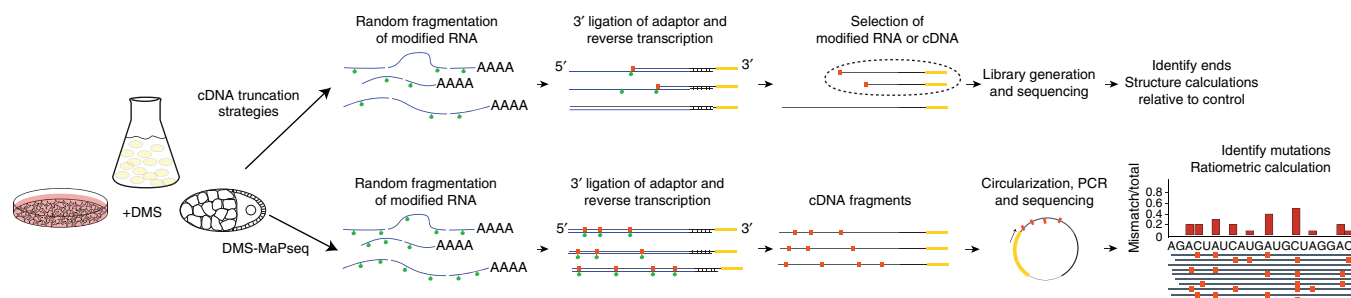 cDNA truncation
strategies
+DMS
DMS-MaPseq
Random fragmentation
of modified RNA
AAAA
AAAA
AAAA
3′ ligation of adaptor and
reverse transcription
5′
3′
Selection of
modified RNA or cDNA
Library generation
and sequencing
Identify ends
Structure calculations
relative to control
Random fragmentation
of modified RNA
AAAA
AAAA
AAAA
3′ ligation of adaptor and
reverse transcription
5′
3′
cDNA fragments
Circularization, PCR
and sequencing
Identify mutations
Ratiometric calculation
Mismatch/total
0.8
0.6
0.4
0.2
0
AGACUAUCAUGAUGCUAGGAC